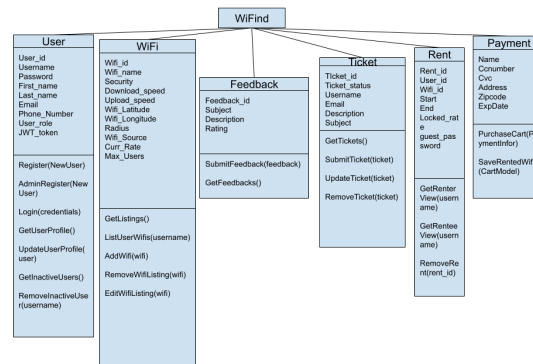 WiFind
User
User_id
Username
Password
First_name
Last_name
Email
Phone_Number
User_role
JWT_token
Register(NewUser)
AdminRegister(New
User)
Login(credentials)
GetUserProfile()
UpdateUserProfile(
user)
GetInactiveUsers()
RemoveInactiveUse
r(username)
WiFi
Wifi_id
Wifi_name
Security
Download_speed
Upload_speed
Wifi_Latitude
Wifi_Longitude
Radius
Wifi_Source
Curr_Rate
Max_Users
GetListings()
ListUserWifis(username)
AddWifi(wifi)
RemoveWifiListing(wifi)
EditWifiListing(wifi)
Feedback
Feedback_id
Subject
Description
Rating
SubmitFeedback(feedback)
GetFeedbacks()
Ticket
TIcket_id
Ticket_status
Username
Email
Description
Subject
GetTickets()
SubmitTicket(ticket)
UpdateTicket(ticket)
RemoveTicket(ticket)
Rent
Rent_id
User_id
Wifi_id
Start
End
Locked_rat
e
guest_pas
sword
GetRenter
View(usern
ame)
GetRentee
View(usern
ame)
RemoveRe
nt(rent_id)
Payment
Name
Ccnumber
Cvc
Address
Zipcode
ExpDate
PurchaseCart(P
ymentInfor)
SaveRentedWif
(CartModel)